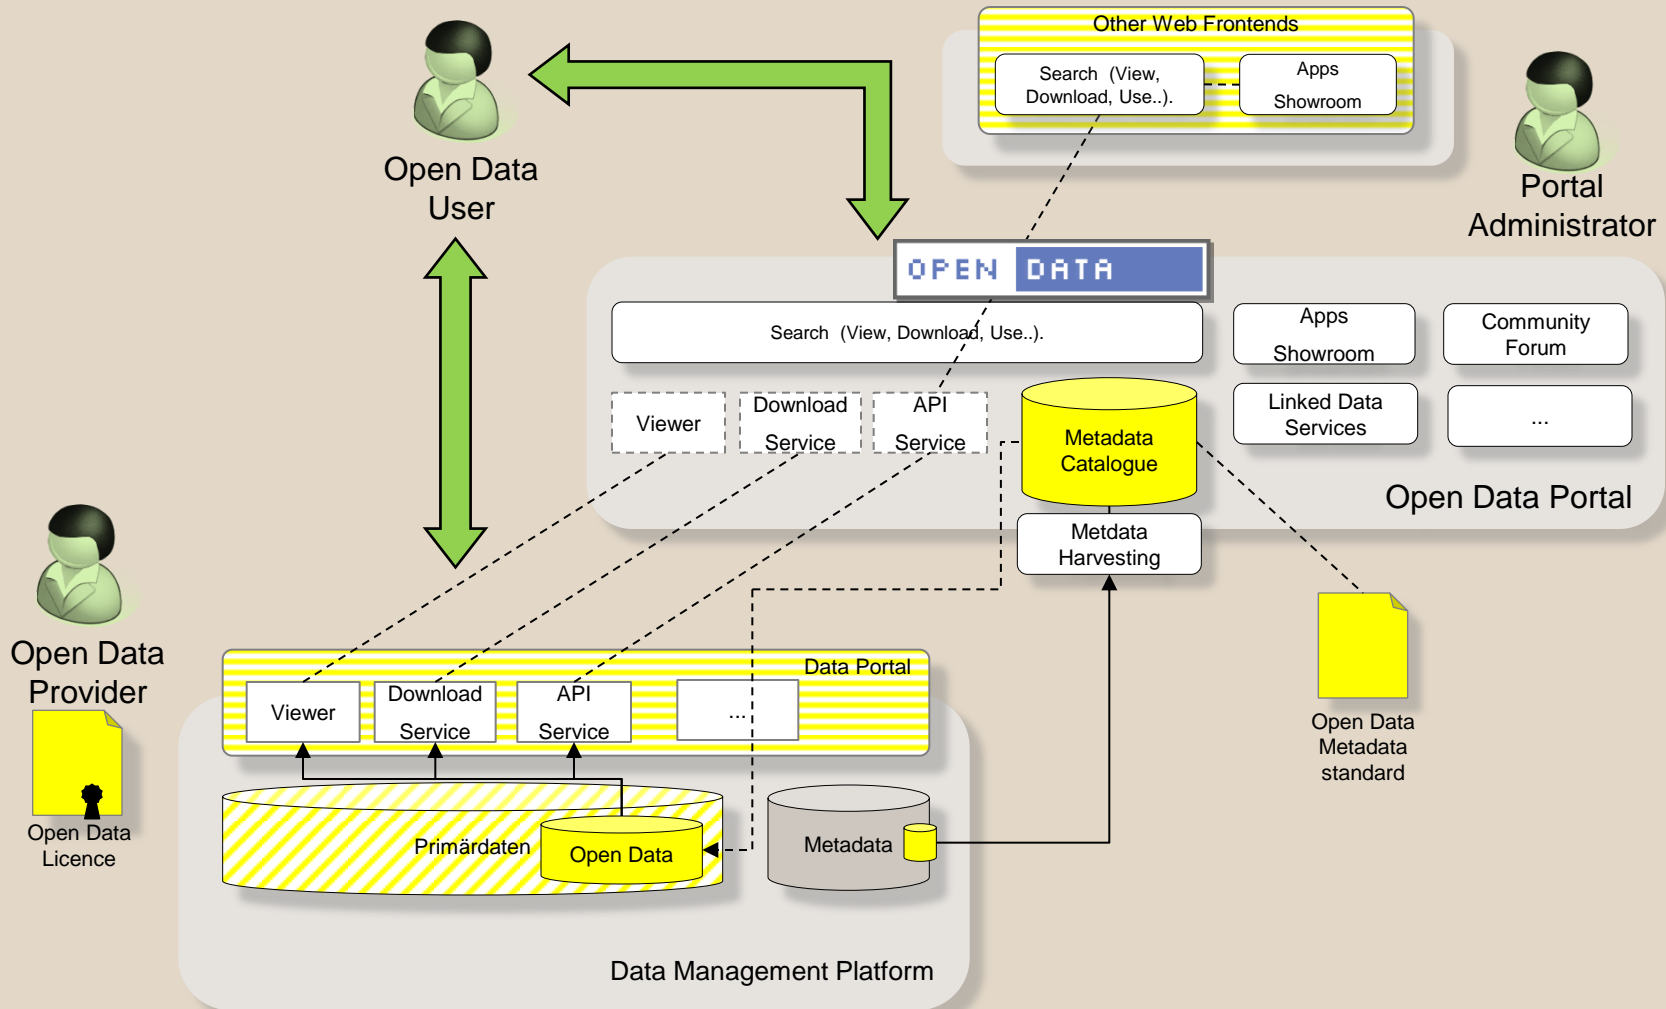 Other Web Frontends
Search (View,
Download, Use..).
Apps
Showroom
Open Data
User
Portal
Administrator
OPEN DATA
Search (View, Download, Use..).
Apps
Showroom
Community
Forum
Viewer
Download
Service
API
Service
Metadata
Catalogue
Linked Data
Services
...
Open Data Portal
Metdata
Harvesting
Open Data
Provider
Open Data
Licence
Data Portal
Viewer
Download
Service
API
Service
...
Open Data
Metadata
standard
Primärdaten
Open Data
Metadata
Data Management Platform